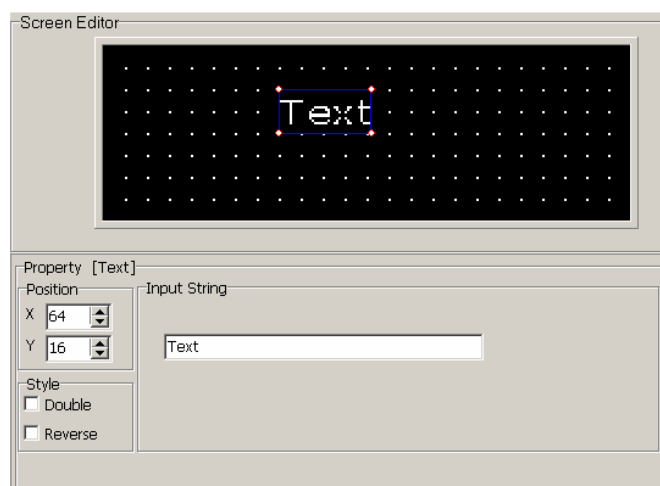 Screen Editor
Text
Property [Text]
Position
X 64
Y 16
Input String
Text
Style
Double
Reverse